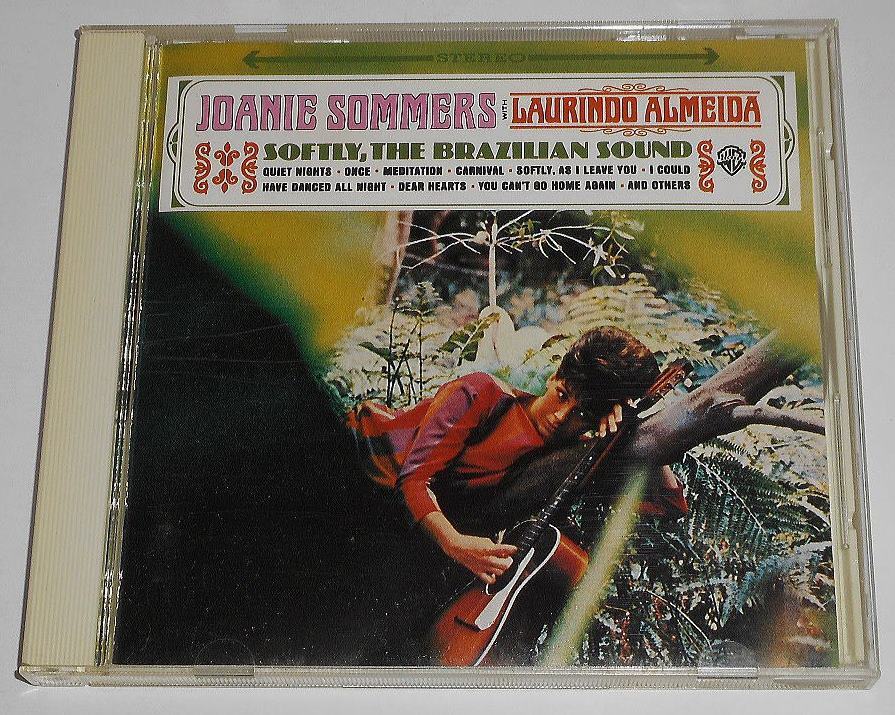 STEREO
JOANIE SOMMERS WITH LAURINDO ALMEIDA
SOFTLY, THE BRAZILIAN SOUND
QUIET NIGHTS · ONCE · MEDITATION · CARNIVAL · SOFTLY, AS I LEAVE YOU · I COULD
HAVE DANCED ALL NIGHT · DEAR HEARTS · YOU CAN'T GO HOME AGAIN · AND OTHERS